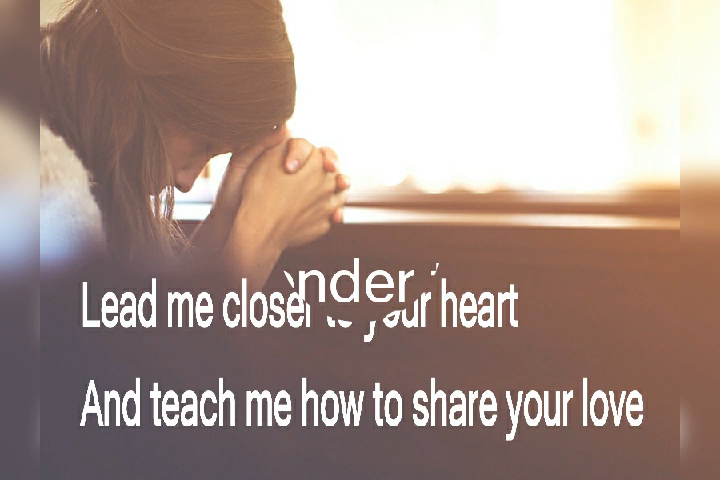 Lead me closer to your heart
And teach me how to share your love